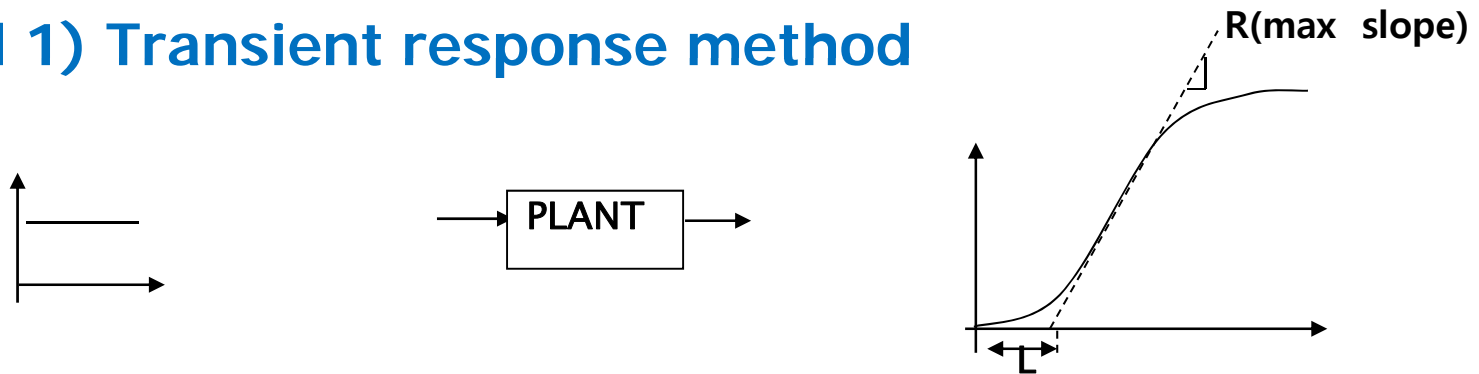 1) Transient response method
R(max slope)
PLANT
L